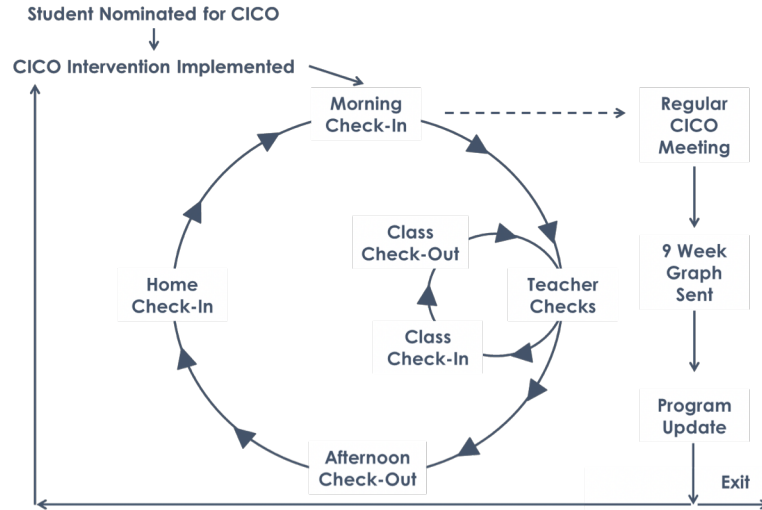 Student Nominated for CICO
CICO Intervention Implemented
Morning
Check-In
Regular
CICO
Meeting
Class
Check-Out
Home
Check-In
Teacher
Checks
9 Week
Graph
Sent
Class
Check-In
Program
Update
Afternoon
Check-Out
Exit